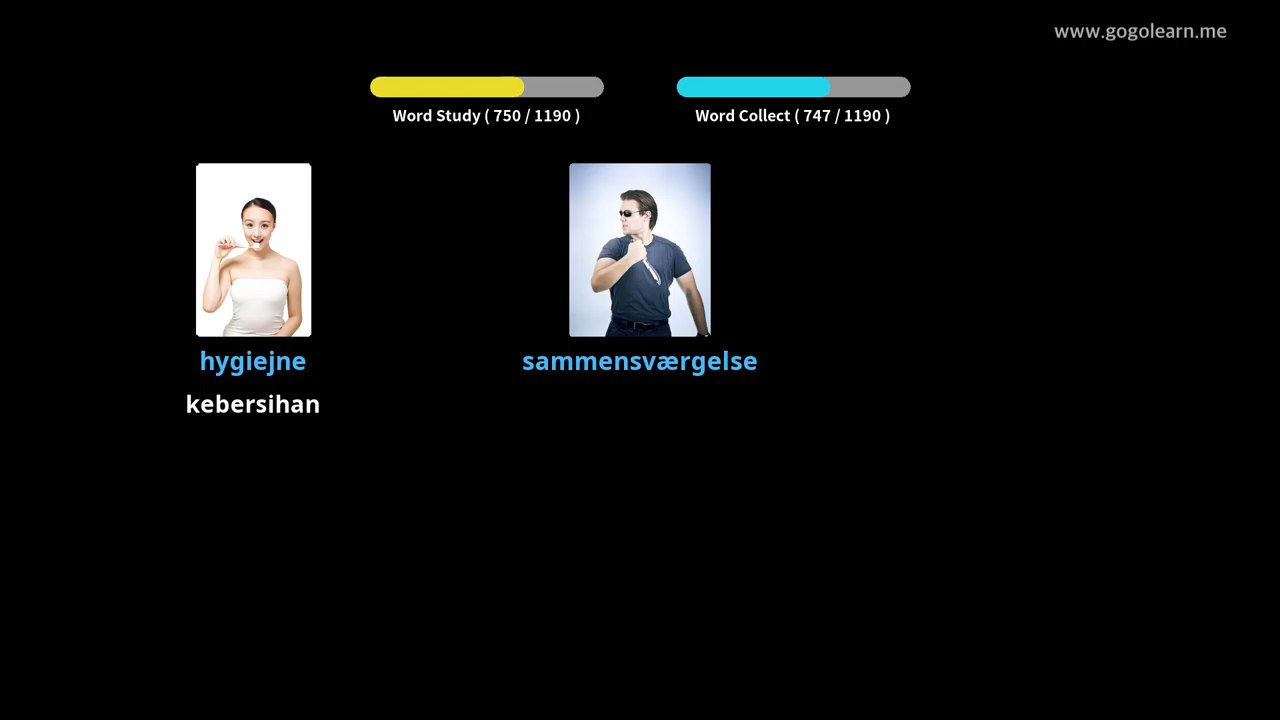 www.gogolearn.me
Word Study ( 750 / 1190 )
Word Collect ( 747 / 1190 )
hygiejne
sammensværgelse
kebersihan